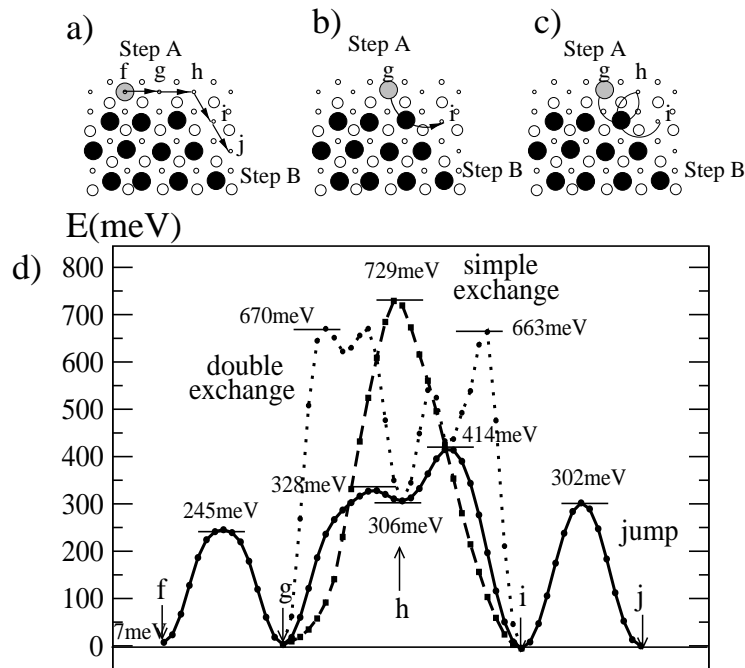 a)
b)
c)
Step A
Step A
Step A
f
g
h
g
g
h
i
i
i
j
Step B
Step B
Step B
E(meV)
d)
800
700
600
500
400
300
200
100
0
729meV
simple
exchange
670meV
663meV
double
exchange
414meV
328meV
306meV
302meV
245meV
jump
f
g
h
i
j
7meV